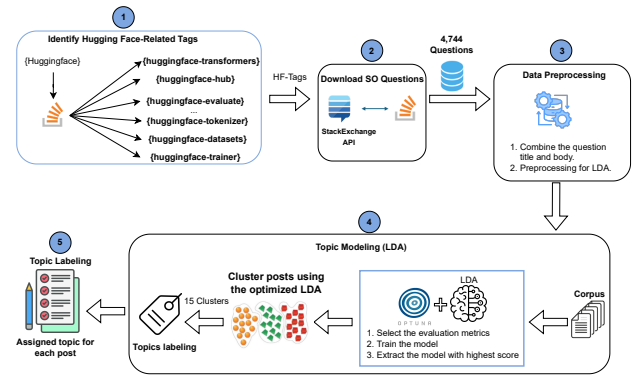 1
Identify Hugging Face-Related Tags
{Huggingface}
{huggingface-transformers}
{huggingface-hub}
{huggingface-evaluate}
...
{huggingface-tokenizer}
{huggingface-datasets}
{huggingface-trainer}
HF-Tags
2
Download SO Questions
StackExchange
API
4,744
Questions
3
Data Preprocessing
1. Combine the question
title and body.
2. Preprocessing for LDA.
4
Topic Modeling (LDA)
Corpus
LDA
OPTUNA
1. Select the evaluation metrics
2. Train the model
3. Extract the model with highest score
Cluster posts using
the optimized LDA
15 Clusters
Topics labeling
5
Topic Labeling
Assigned topic for
each post